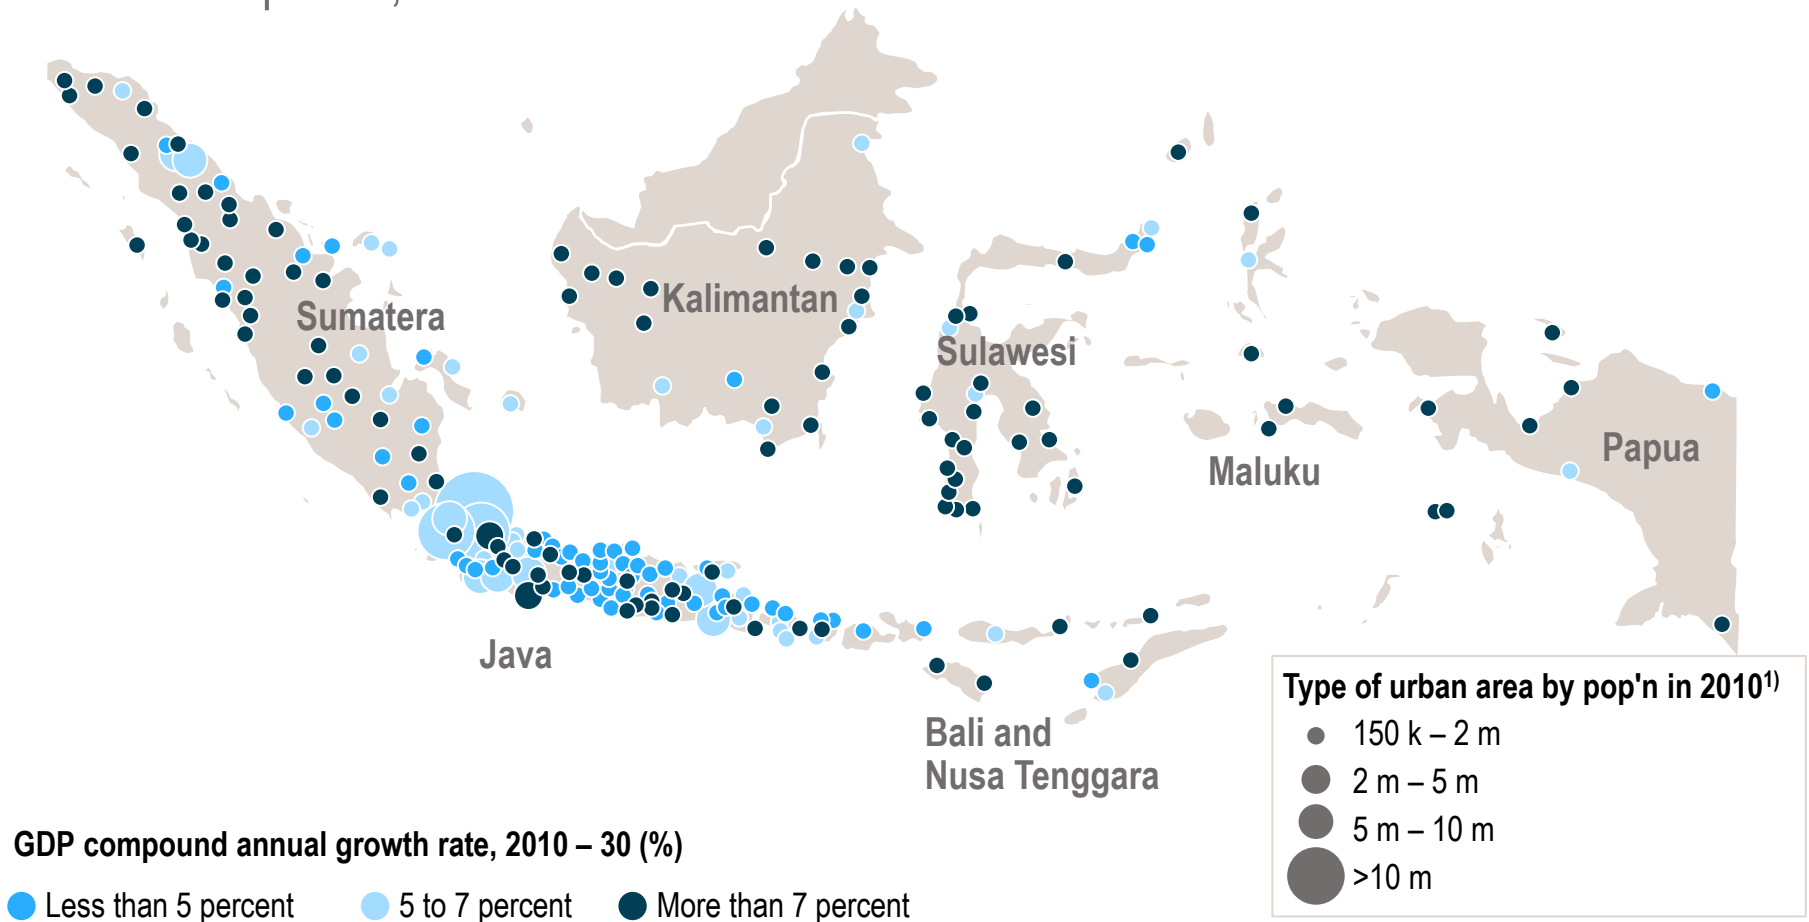 Sumatera
Kalimantan
Sulawesi
Maluku
Papua
Java
Bali and
Nusa Tenggara
Type of urban area by pop'n in 2010¹⁾
150 k – 2 m
2 m – 5 m
5 m – 10 m
>10 m
GDP compound annual growth rate, 2010 – 30 (%)
Less than 5 percent
5 to 7 percent
More than 7 percent